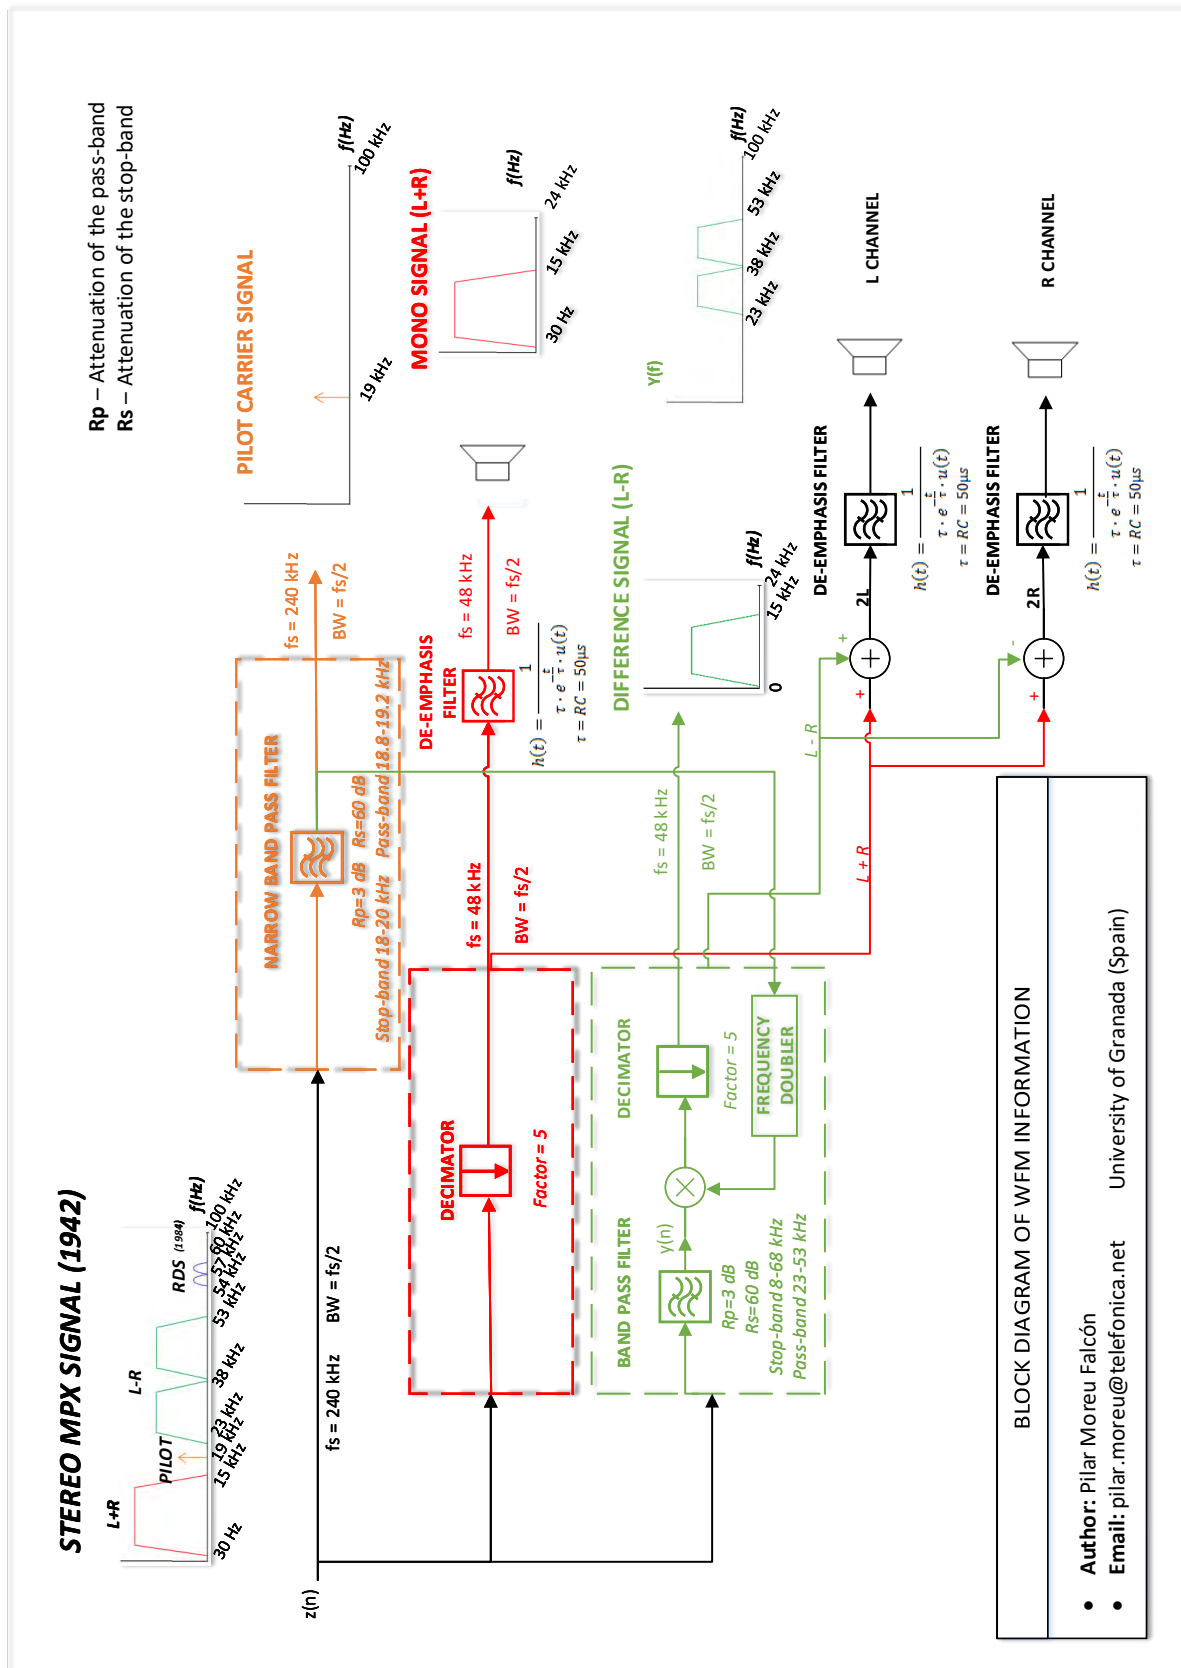 STEREO MPX SIGNAL (1942)
L+R
PILOT
L-R
RDS (1984)
f(Hz)
30 Hz
15 kHz
19 kHz
23 kHz
38 kHz
53 kHz
54 kHz
57 kHz
60 kHz
100 kHz
Rp – Attenuation of the pass-band
Rs – Attenuation of the stop-band
z(n)
fs = 240 kHz
BW = fs/2
NARROW BAND PASS FILTER
Rp=3 dB Rs=60 dB
Stop-band 18-20 kHz Pass-band 18.8-19.2 kHz
fs = 240 kHz
BW = fs/2
PILOT CARRIER SIGNAL
19 kHz
f(Hz)
100 kHz
DECIMATOR
Factor = 5
fs = 48 kHz
BW = fs/2
DE-EMPHASIS
FILTER
h(t) = 1 / τ · e^-t/τ · u(t)
τ = RC = 50μs
fs = 48 kHz
BW = fs/2
MONO SIGNAL (L+R)
30 Hz
15 kHz
24 kHz
f(Hz)
BAND PASS FILTER
Rp=3 dB
Rs=60 dB
Stop-band 8-68 kHz
Pass-band 23-53 kHz
y(n)
DECIMATOR
Factor = 5
FREQUENCY
DOUBLER
fs = 48 kHz
BW = fs/2
DIFFERENCE SIGNAL (L-R)
0
15 kHz
24 kHz
f(Hz)
Y(f)
23 kHz
38 kHz
53 kHz
100 kHz
f(Hz)
L + R
L - R
+
+
+
2L
DE-EMPHASIS FILTER
h(t) = 1 / τ · e^-t/τ · u(t)
τ = RC = 50μs
L CHANNEL
+
-
+
2R
DE-EMPHASIS FILTER
h(t) = 1 / τ · e^-t/τ · u(t)
τ = RC = 50μs
R CHANNEL
BLOCK DIAGRAM OF WFM INFORMATION
• Author: Pilar Moreu Falcón
• Email: pilar.moreu@telefonica.net University of Granada (Spain)